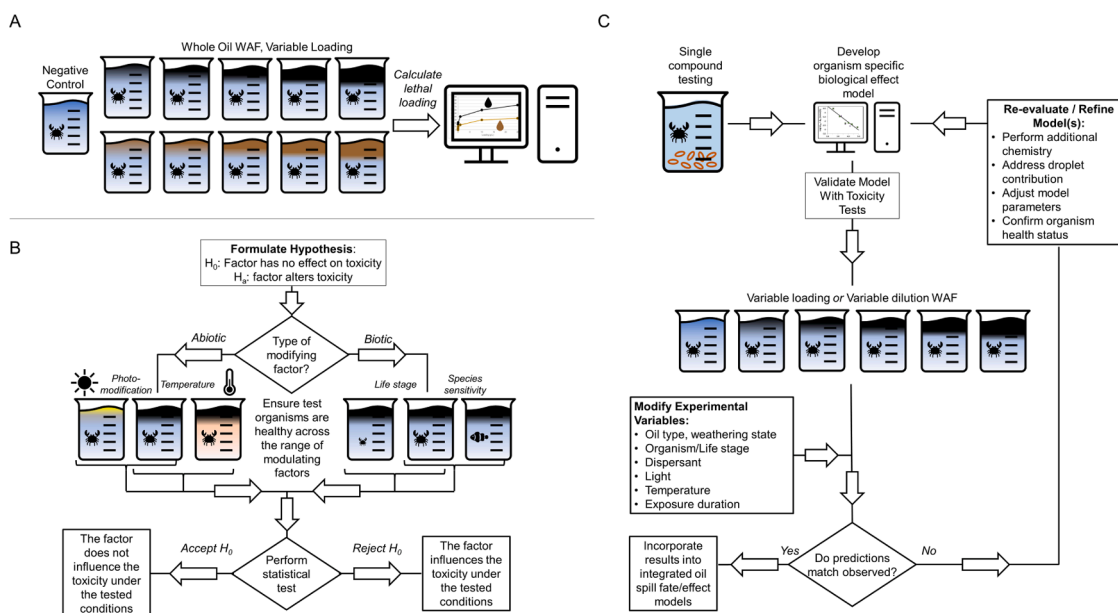 A
Whole Oil WAF, Variable Loading
Negative
Control
Calculate
lethal
loading
B
Formulate Hypothesis:
H₀: Factor has no effect on toxicity
Hₐ: factor alters toxicity
Abiotic
Type of
modifying
factor?
Biotic
Photo-
modification
Temperature
Life stage
Species
sensitivity
Ensure test
organisms are
healthy across
the range of
modulating
factors
The factor
does not
influence the
toxicity under
the tested
conditions
Accept H₀
Perform
statistical
test
Reject H₀
The factor
influences the
toxicity under
the tested
conditions
C
Single
compound
testing
Develop
organism specific
biological effect
model
Re-evaluate / Refine
Model(s):
• Perform additional
chemistry
• Address droplet
contribution
• Adjust model
parameters
• Confirm organism
health status
Validate Model
With Toxicity
Tests
Variable loading or Variable dilution WAF
Modify Experimental
Variables:
• Oil type, weathering state
• Organism/Life stage
• Dispersant
• Light
• Temperature
• Exposure duration
Incorporate
results into
integrated oil
spill fate/effect
models
Yes
Do predictions
match observed?
No